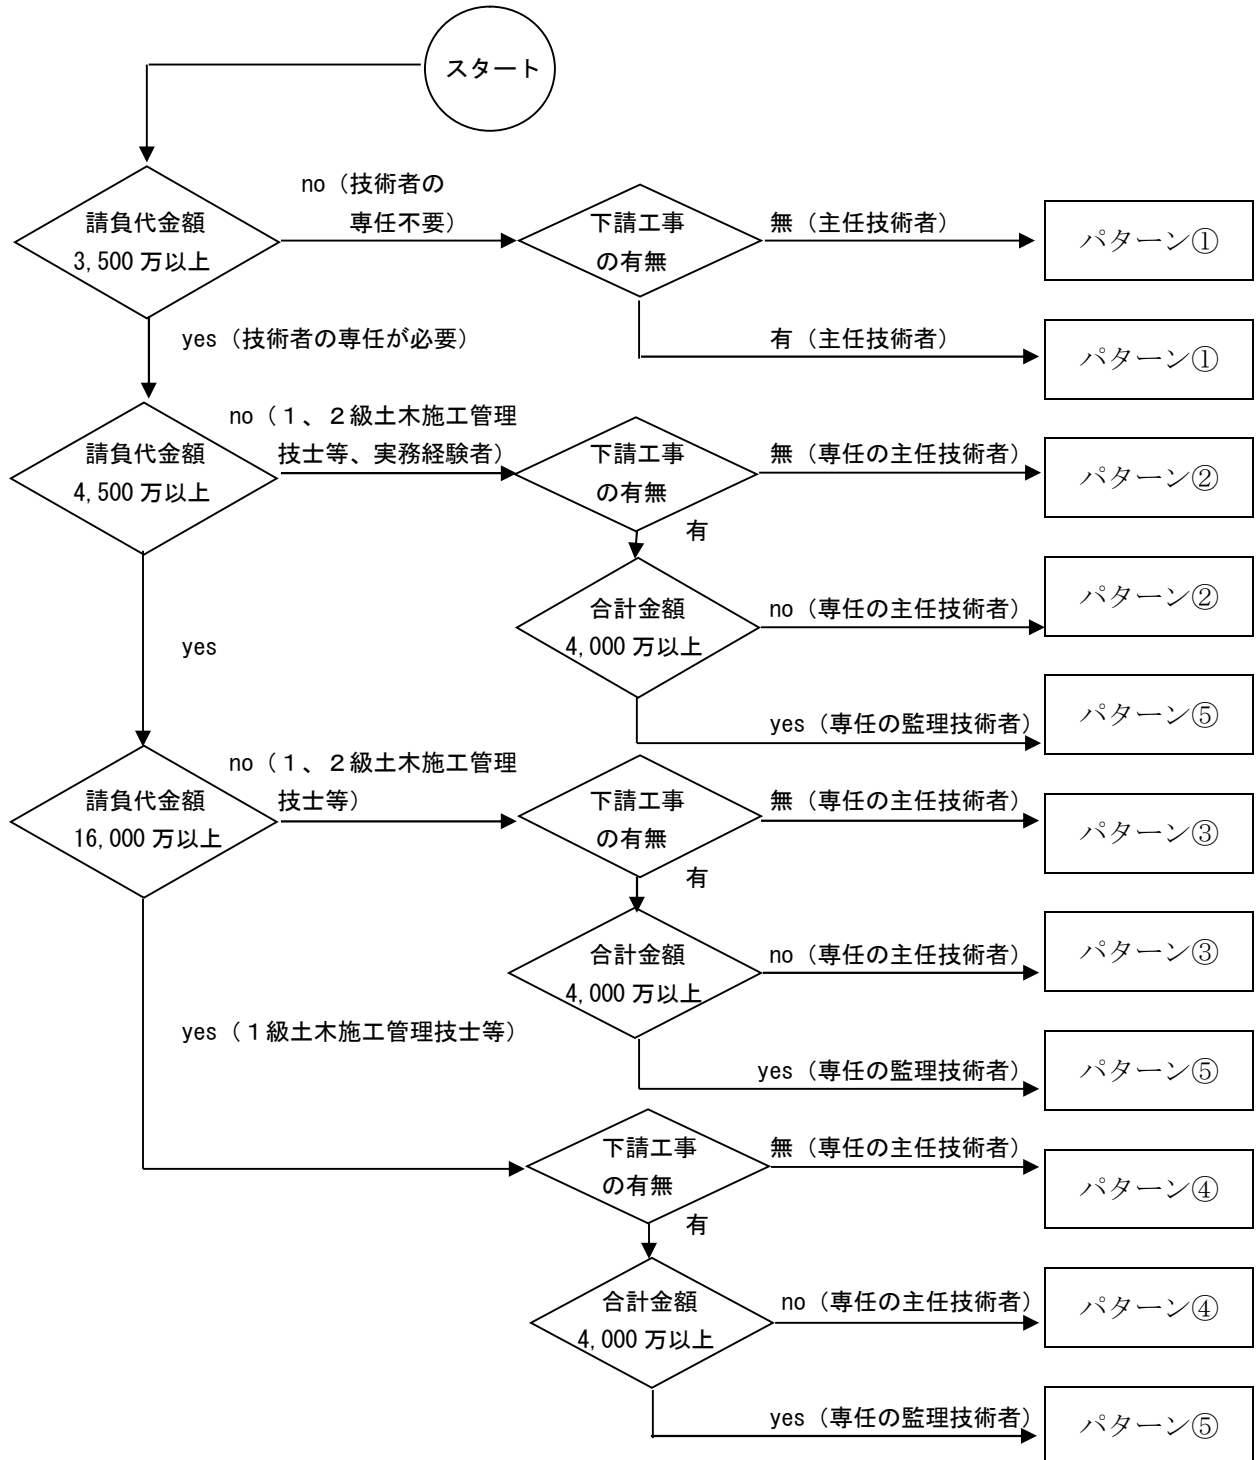 スタート
no（技術者の
専任不要）
請負代金額
3,500 万以上
下請工事
の有無
無（主任技術者）
パターン①
yes（技術者の専任が必要）
有（主任技術者）
パターン①
no（１、２級土木施工管理
技士等、実務経験者）
請負代金額
4,500 万以上
下請工事
の有無
無（専任の主任技術者）
パターン②
有
合計金額
4,000 万以上
no（専任の主任技術者）
パターン②
yes
yes（専任の監理技術者）
パターン⑤
no（１、２級土木施工管理
技士等）
請負代金額
16,000 万以上
下請工事
の有無
無（専任の主任技術者）
パターン③
有
合計金額
4,000 万以上
no（専任の主任技術者）
パターン③
yes（１級土木施工管理技士等）
yes（専任の監理技術者）
パターン⑤
下請工事
の有無
無（専任の主任技術者）
パターン④
有
合計金額
4,000 万以上
no（専任の主任技術者）
パターン④
yes（専任の監理技術者）
パターン⑤